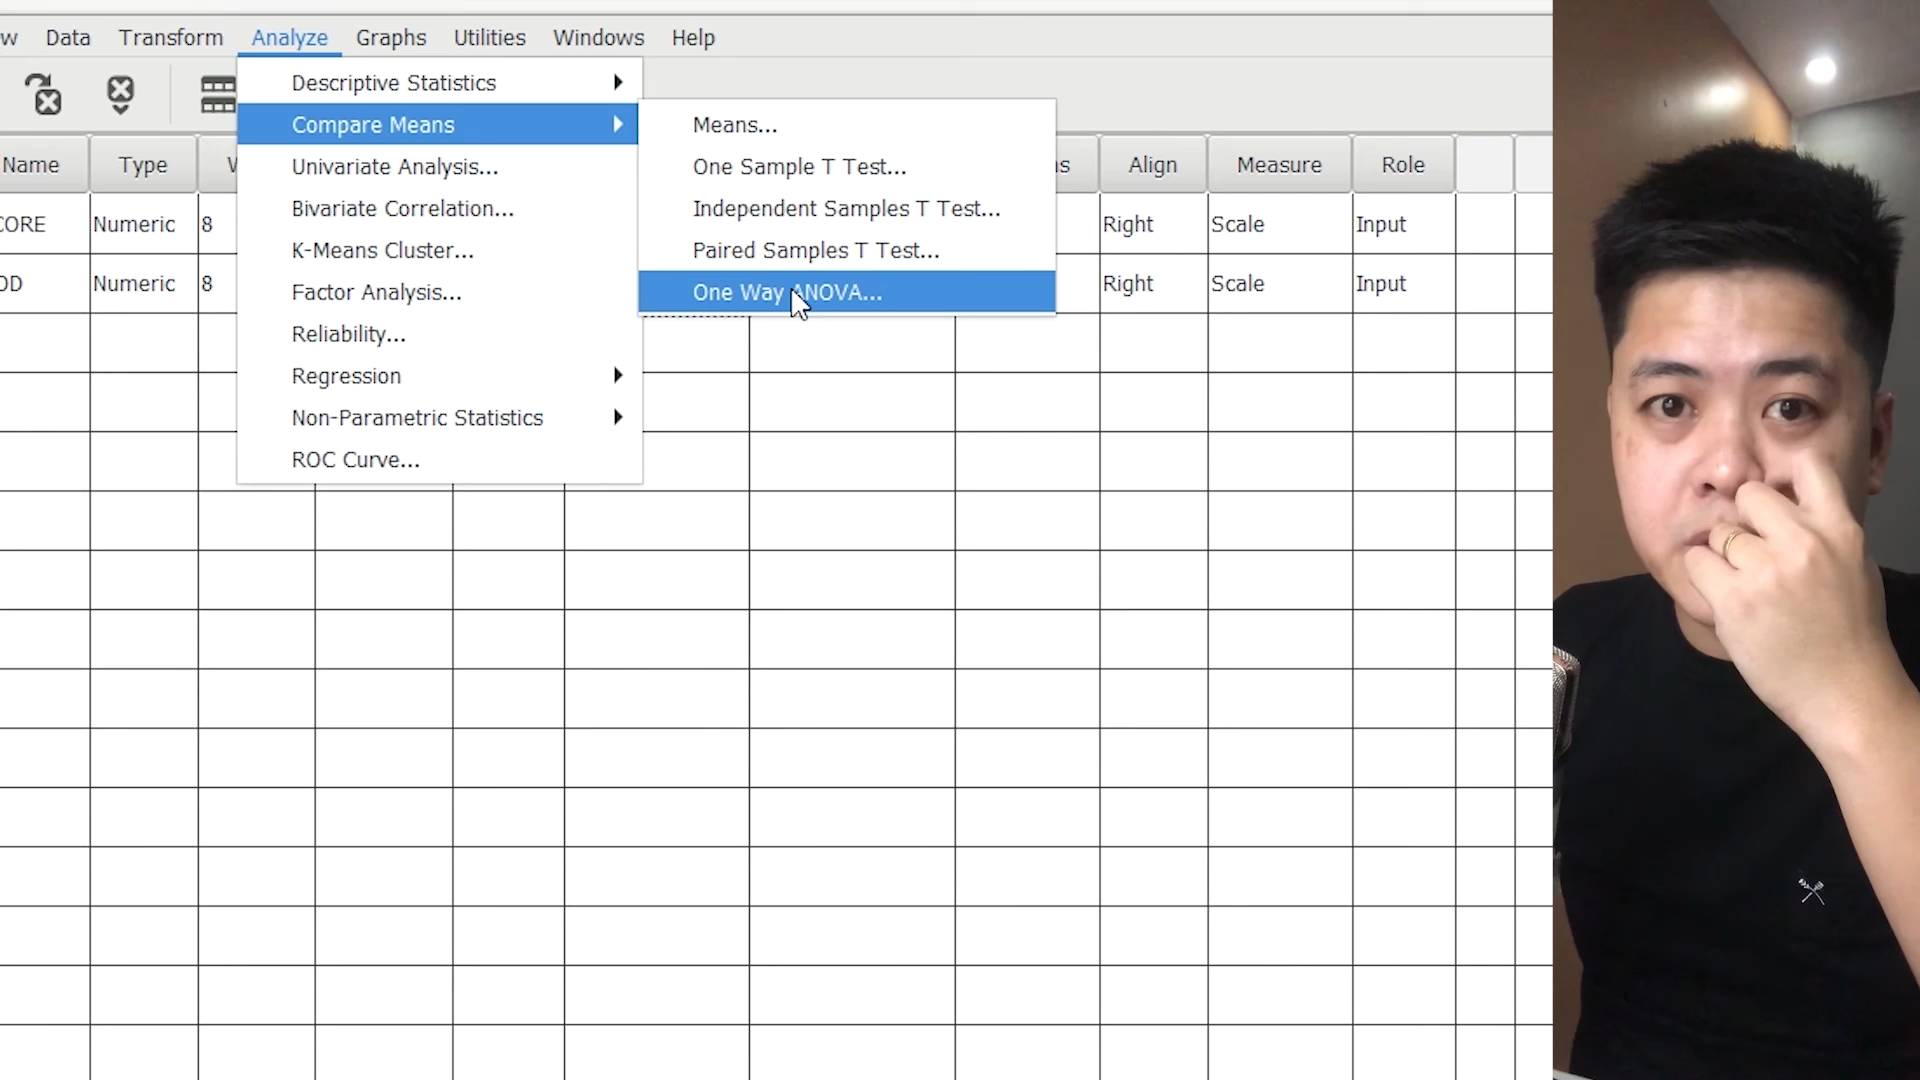 w Data Transform Analyze Graphs Utilities Windows Help
Descriptive Statistics
Compare Means
Univariate Analysis...
Bivariate Correlation...
K-Means Cluster...
Factor Analysis...
Reliability...
Regression
Non-Parametric Statistics
ROC Curve...
Means...
One Sample T Test...
Independent Samples T Test...
Paired Samples T Test...
One Way ANOVA...
Name Type W s Align Measure Role
CORE Numeric 8 Right Scale Input
OD Numeric 8 Right Scale Input